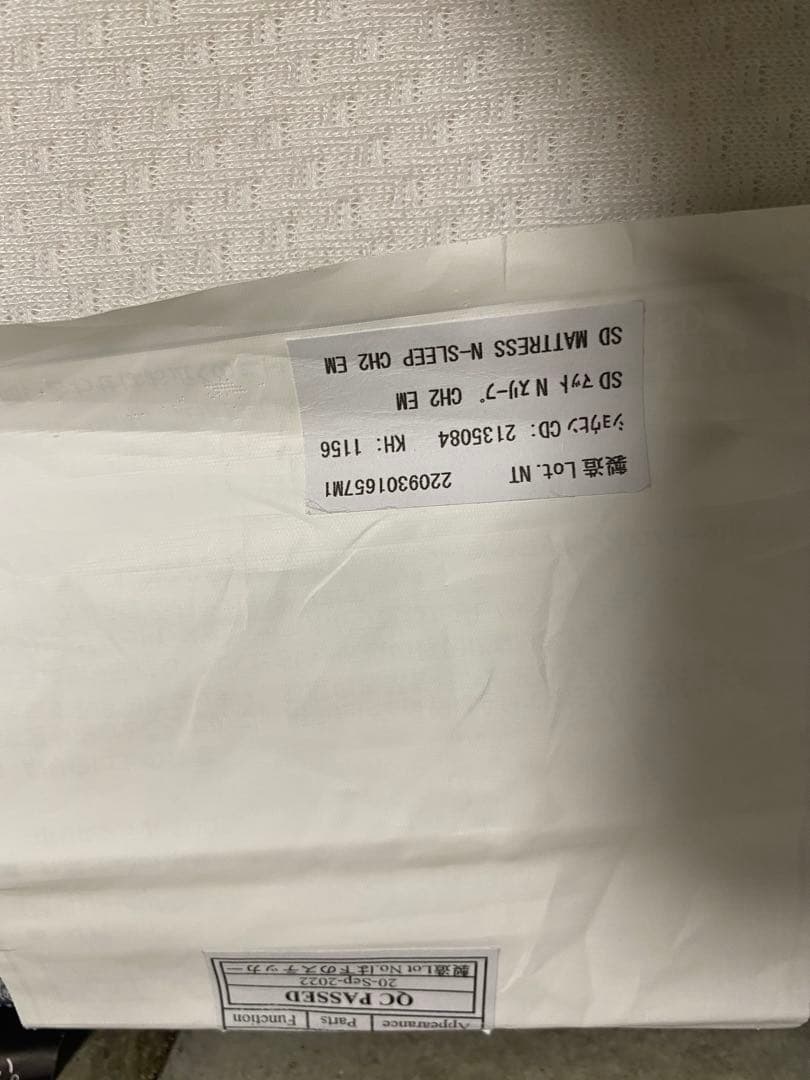 Appearance Parts Function
QC PASSED
20-Sep-2022
製造Lot No.は下のステッカー
製造 Lot. NT 2209301657M1
ショウヒン CD: 2135084 KH: 1156
SD マット N スリープ CH2 EM
SD MATTRESS N-SLEEP CH2 EM